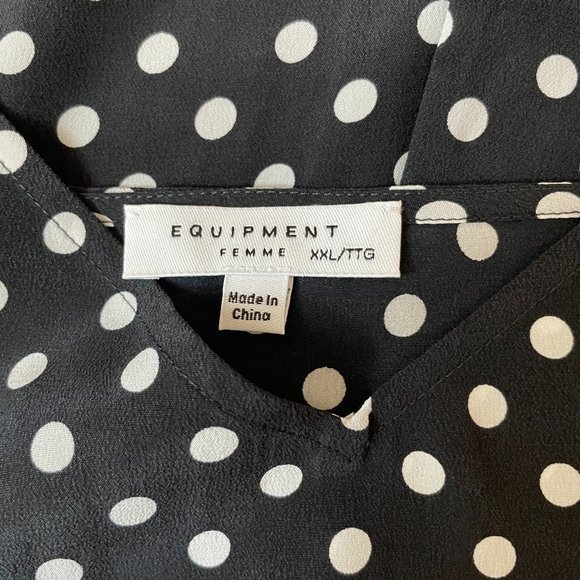 EQUIPMENT
FEMME XXL/TTG
Made In
China